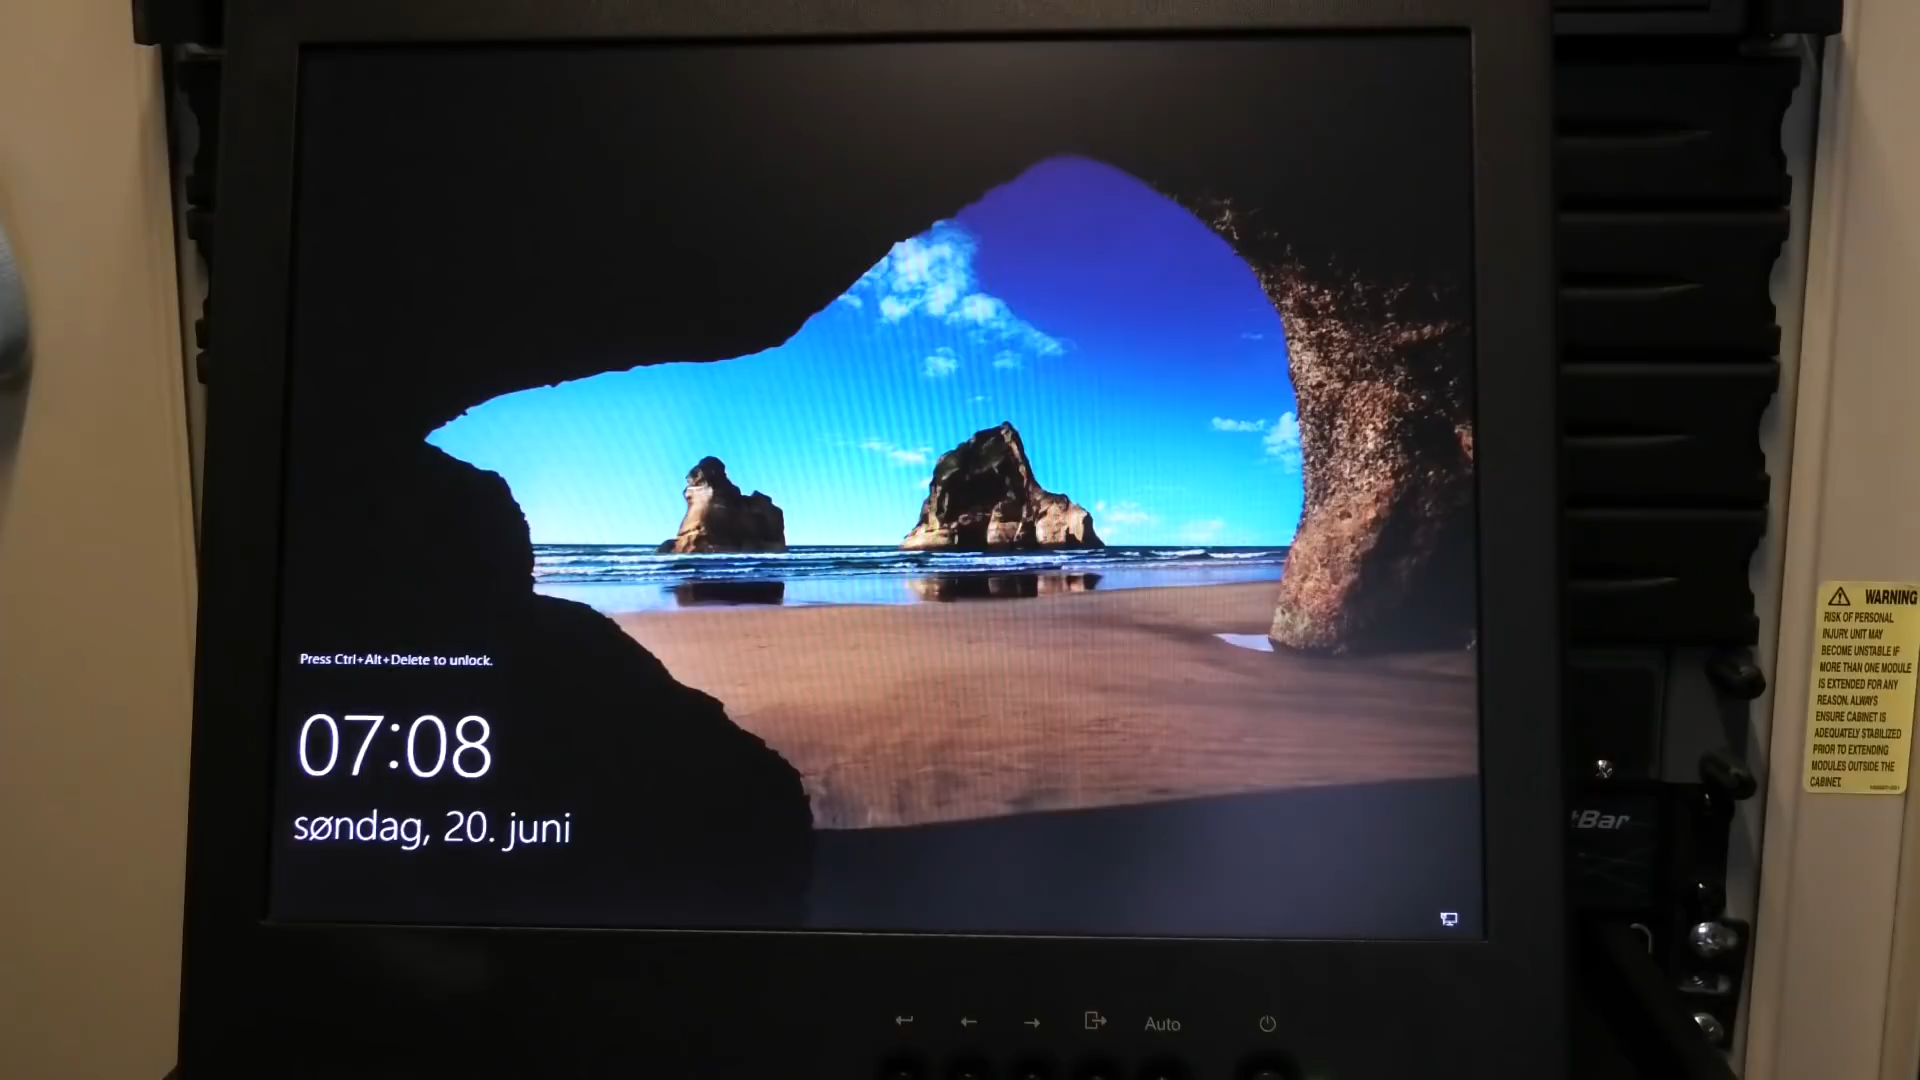 Press Ctrl+Alt+Delete to unlock.
07:08
søndag, 20. juni
Auto
tBar
WARNING
RISK OF PERSONAL
INJURY. UNIT MAY
BECOME UNSTABLE IF
MORE THAN ONE MODULE
IS EXTENDED FOR ANY
REASON. ALWAYS
ENSURE CABINET IS
ADEQUATELY STABILIZED
PRIOR TO EXTENDING
MODULES OUTSIDE THE
CABINET.